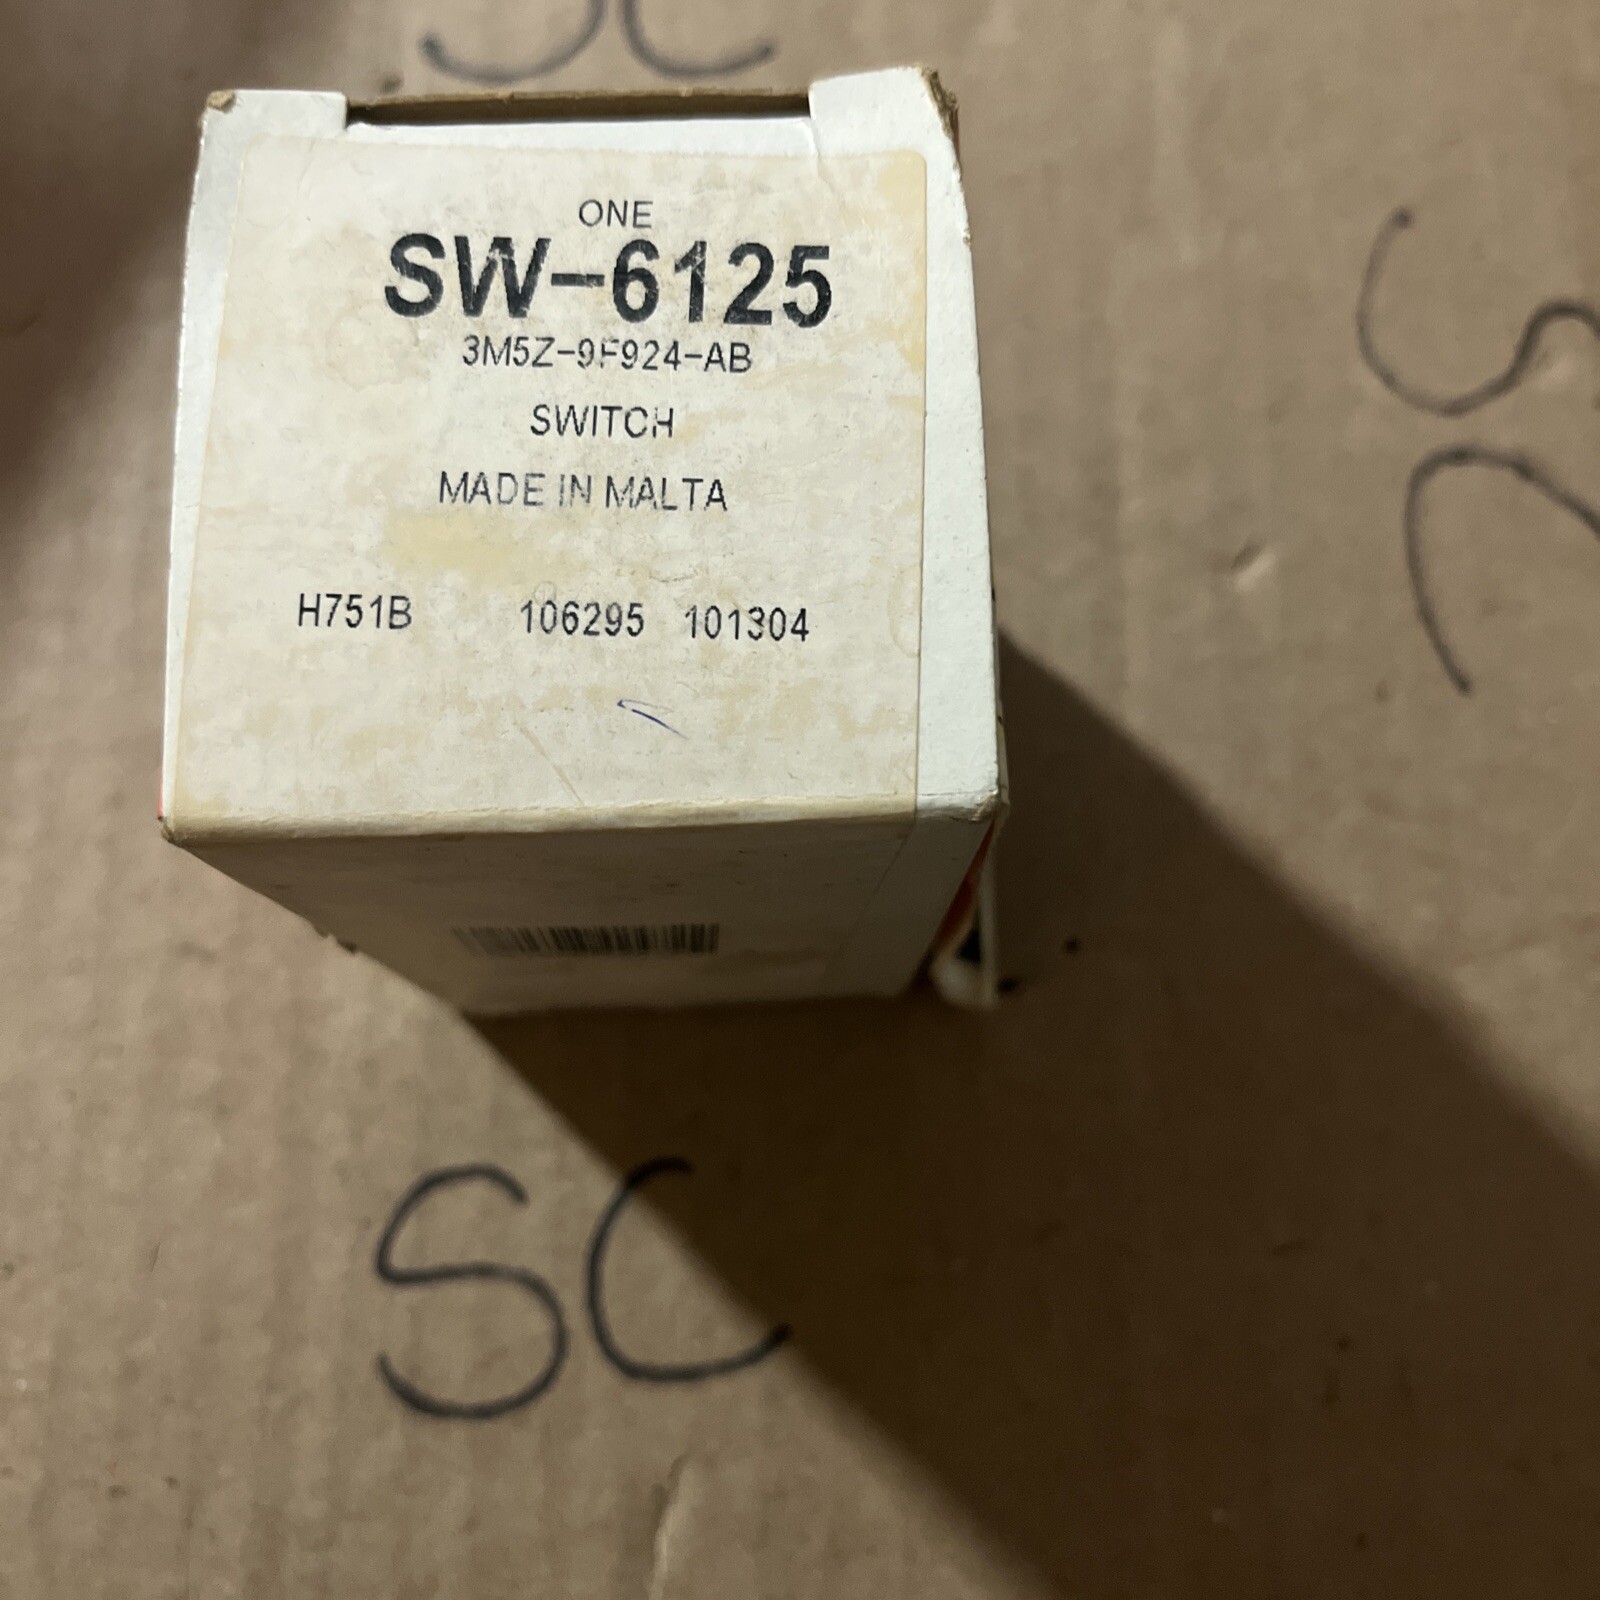 ONE
SW-6125
3M5Z-9F924-AB
SWITCH
MADE IN MALTA
H751B 106295 101304
SC
SC
SC